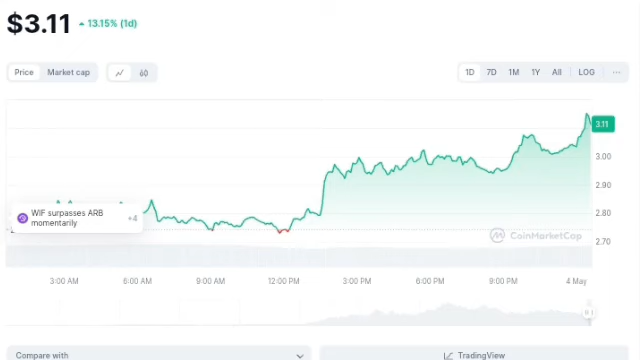 $3.11 13.15% (1d)
Price Market cap 1D 7D 1M 1Y All LOG ...
3.11
3.00
2.90
WIF surpasses ARB
momentarily
+4
2.80
CoinMarketCap
2.70
3:00 AM 6:00 AM 9:00 AM 12:00 PM 3:00 PM 6:00 PM 9:00 PM 4 May
Compare with TradingView